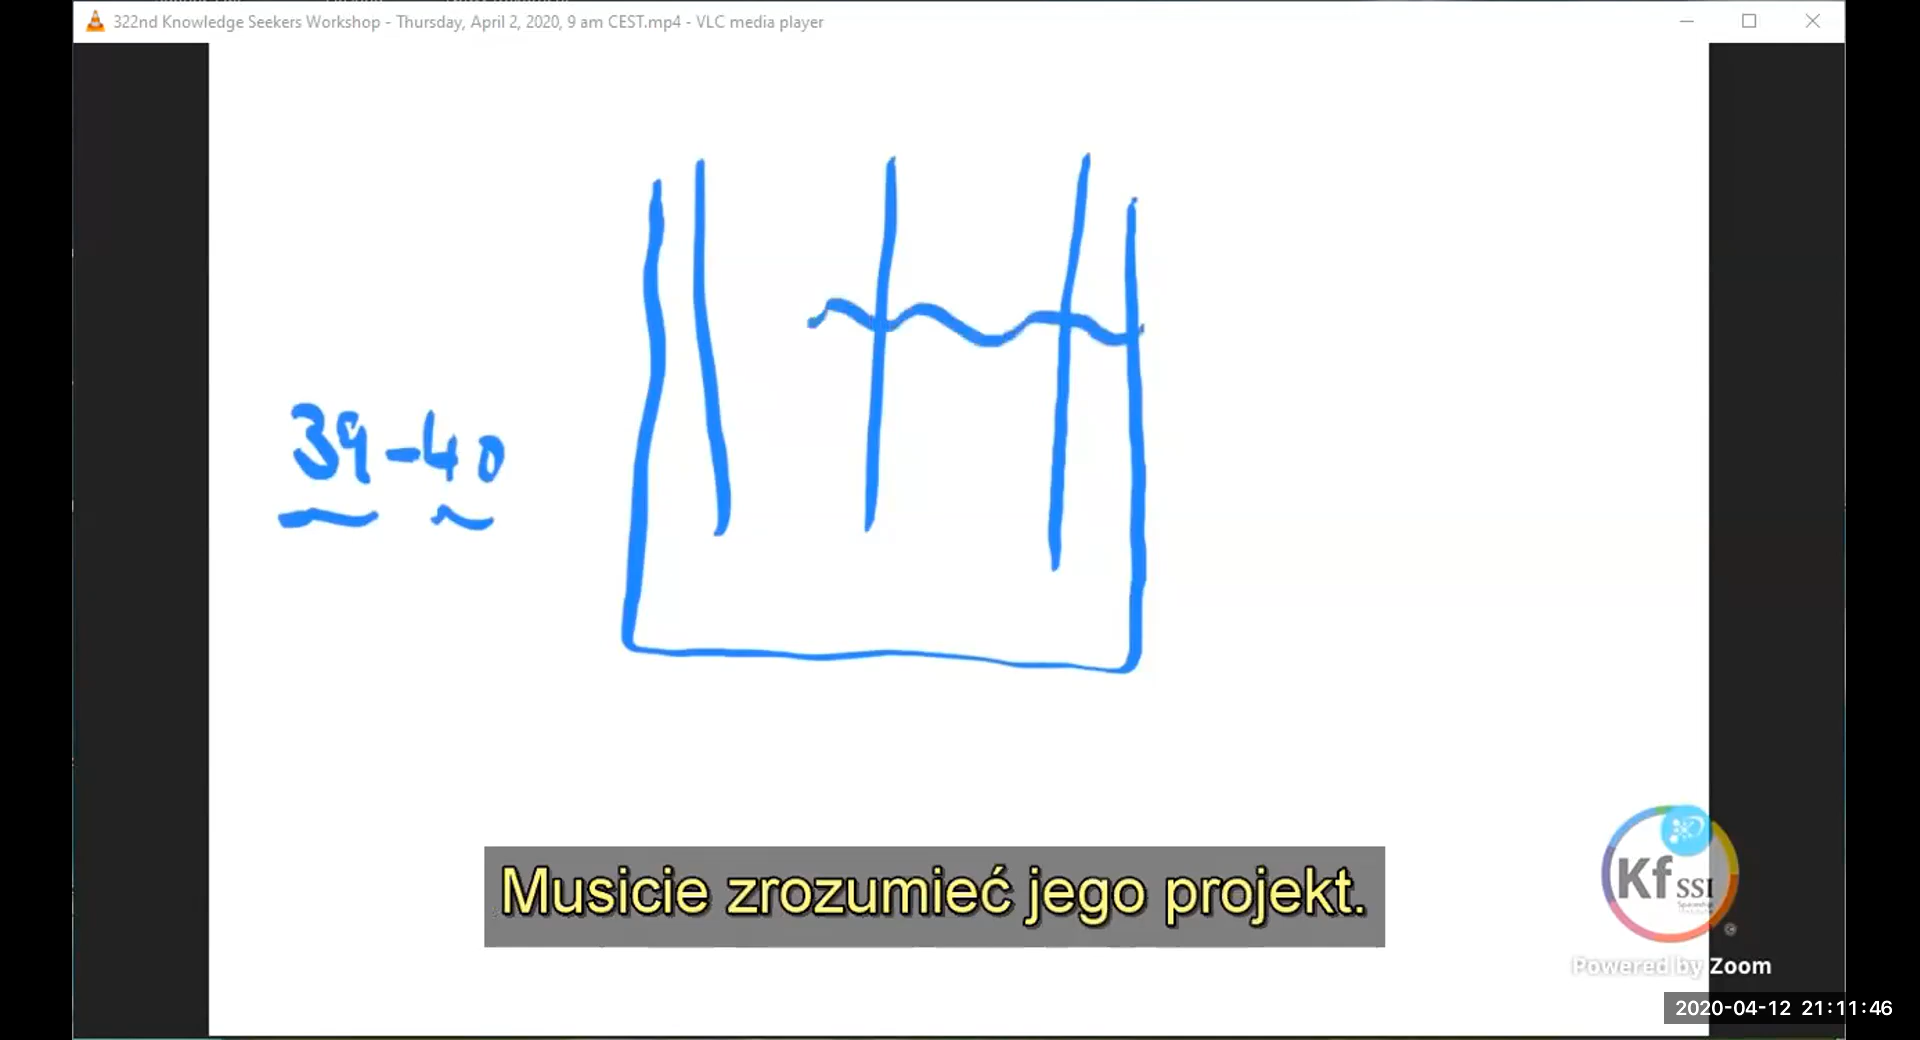 322nd Knowledge Seekers Workshop - Thursday, April 2, 2020, 9 am CEST.mp4 - VLC media player
39-40
Musicie zrozumieć jego projekt.
Kf SSI
©
Powered by Zoom
2020-04-12 21:11:46